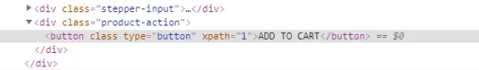 ▶<div class="stepper-input">…</div>
▼<div class="product-action">
<button class type="button" xpath="1">ADD TO CART</button> == $0
</div>
</div>